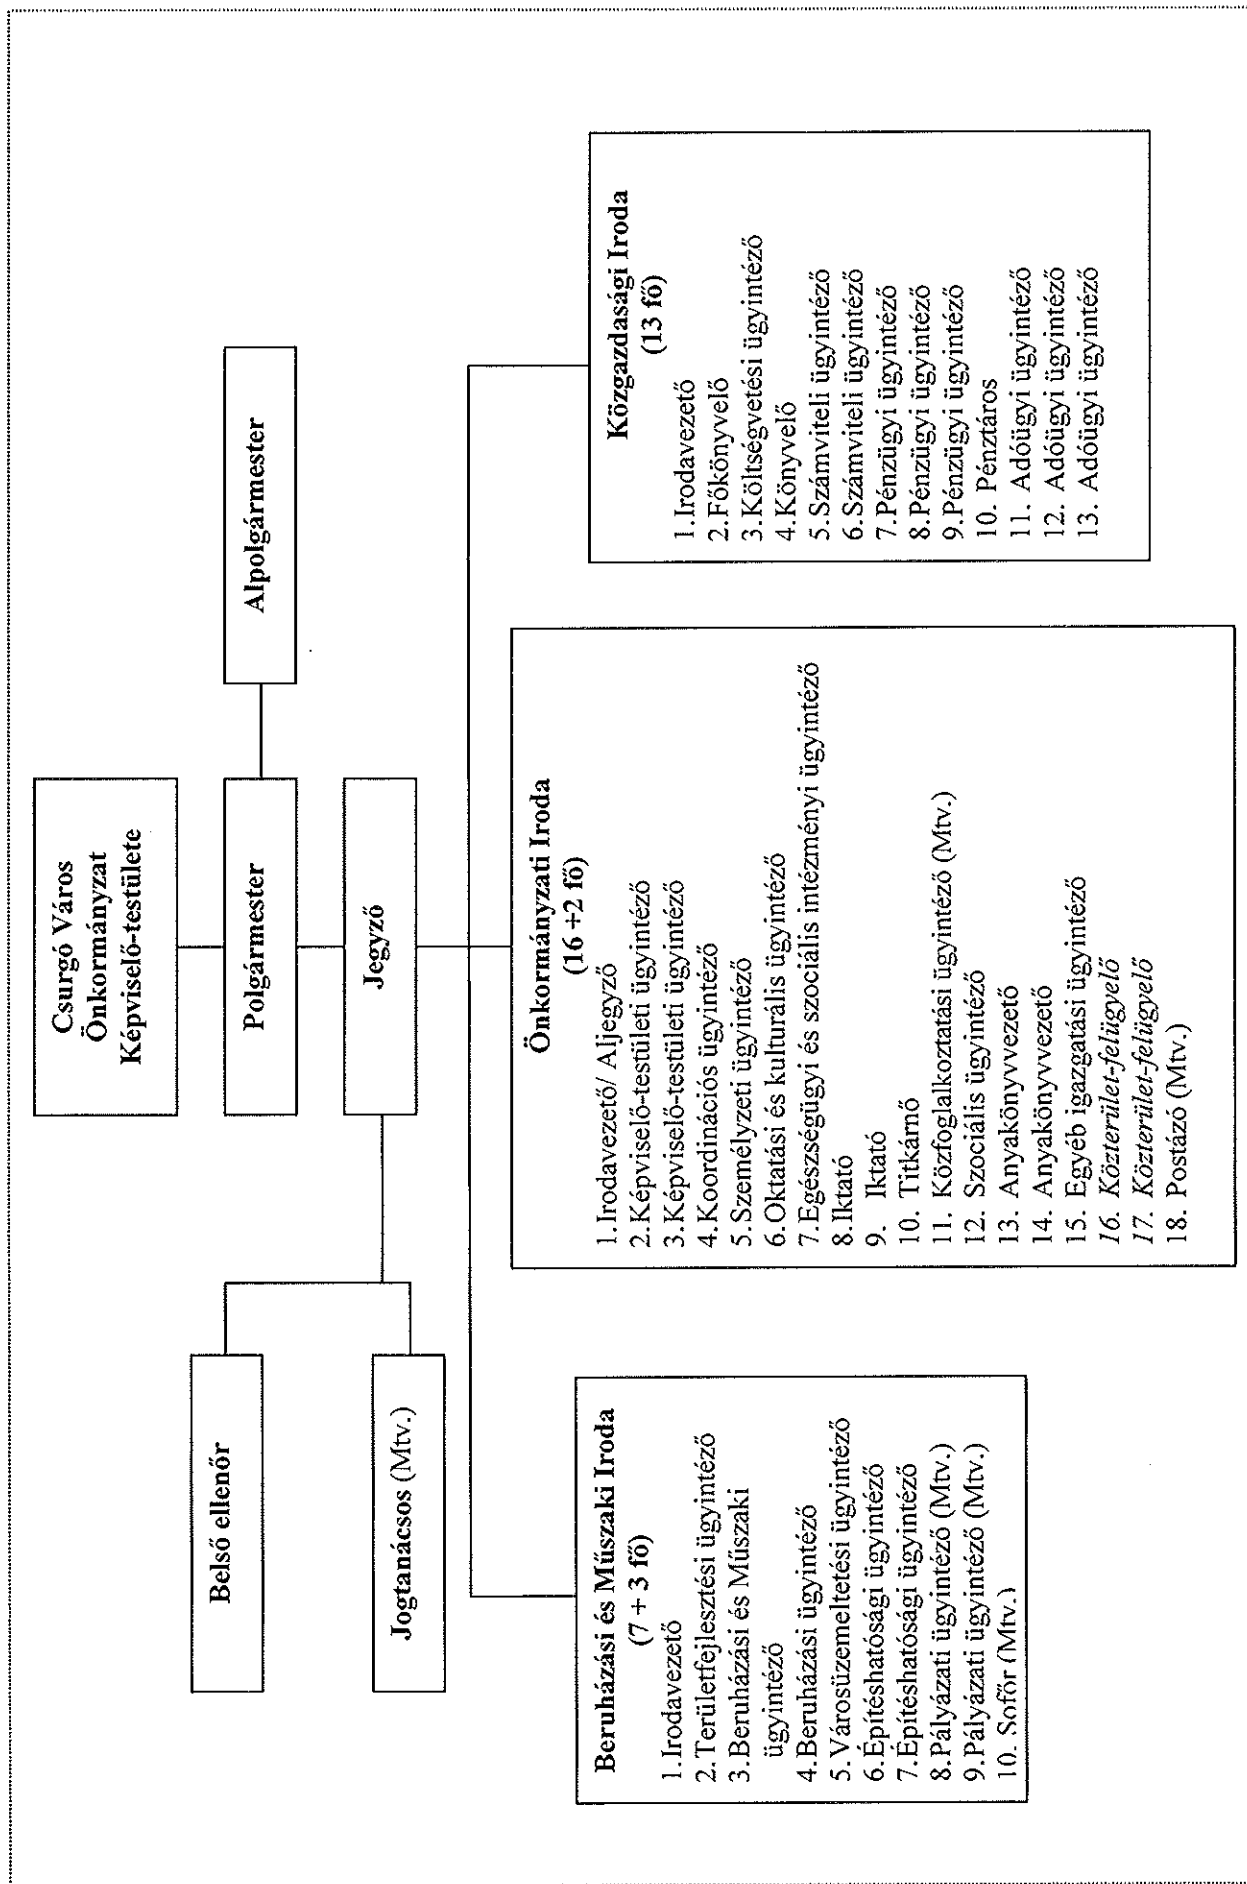 Csurgó Város
Önkormányzat
Képviselő-testülete
Polgármester
Alpolgármester
Jegyző
Belső ellenőr
Jogtanácsos (Mtv.)
Beruházási és Műszaki Iroda
(7 + 3 fő)
1.Irodavezető
2.Területfejlesztési ügyintéző
3.Beruházási és Műszaki
ügyintéző
4.Beruházási ügyintéző
5.Városüzemeltetési ügyintéző
6.Építéshatósági ügyintéző
7.Építéshatósági ügyintéző
8.Pályázati ügyintéző (Mtv.)
9.Pályázati ügyintéző (Mtv.)
10. Sofőr (Mtv.)
Önkormányzati Iroda
(16 +2 fő)
1.Irodavezető/ Aljegyző
2.Képviselő-testületi ügyintéző
3.Képviselő-testületi ügyintéző
4.Koordinációs ügyintéző
5.Személyzeti ügyintéző
6.Oktatási és kulturális ügyintéző
7.Egészségügyi és szociális intézményi ügyintéző
8.Iktató
9. Iktató
10. Titkárnő
11. Közfoglalkoztatási ügyintéző (Mtv.)
12. Szociális ügyintéző
13. Anyakönyvvezető
14. Anyakönyvvezető
15. Egyéb igazgatási ügyintéző
16. Közterület-felügyelő
17. Közterület-felügyelő
18. Postázó (Mtv.)
Közgazdasági Iroda
(13 fő)
1.Irodavezető
2.Főkönyvelő
3.Költségvetési ügyintéző
4.Könyvelő
5.Számviteli ügyintéző
6.Számviteli ügyintéző
7.Pénzügyi ügyintéző
8.Pénzügyi ügyintéző
9.Pénzügyi ügyintéző
10. Pénztáros
11. Adóügyi ügyintéző
12. Adóügyi ügyintéző
13. Adóügyi ügyintéző